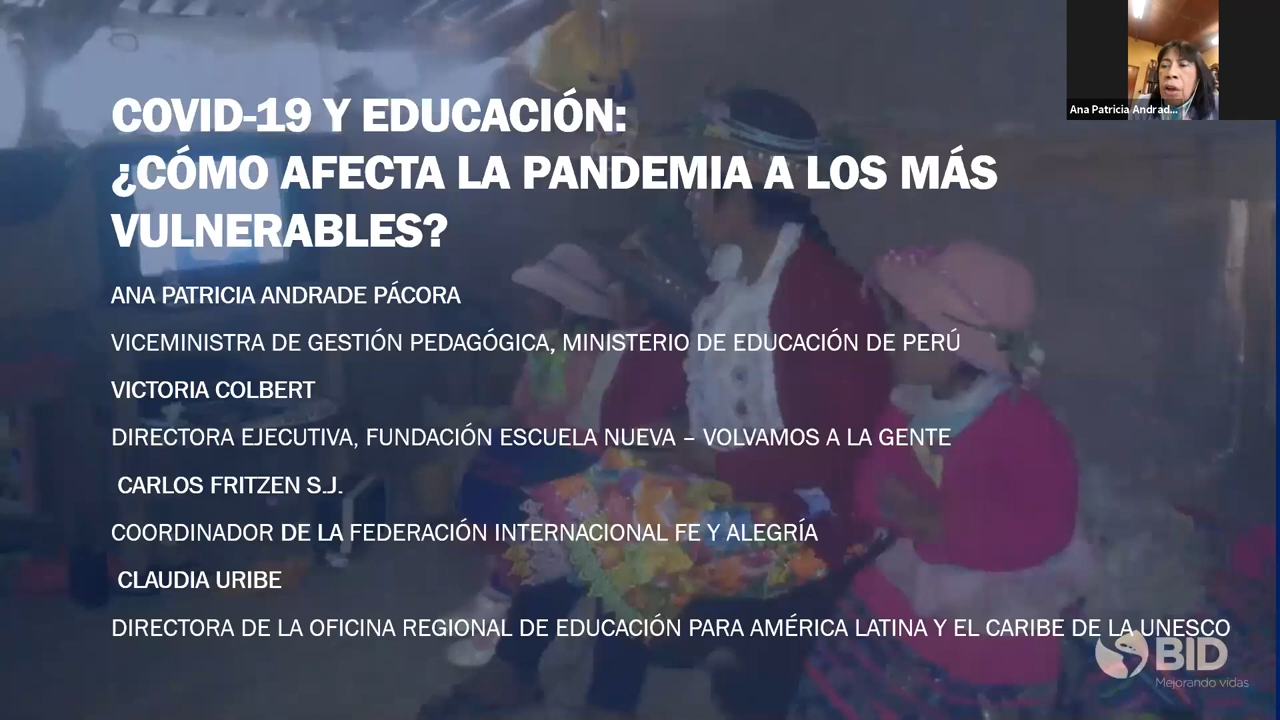 Ana Patricia Andrad...
COVID-19 Y EDUCACIÓN:
¿CÓMO AFECTA LA PANDEMIA A LOS MÁS
VULNERABLES?
ANA PATRICIA ANDRADE PÁCORA
VICEMINISTRA DE GESTIÓN PEDAGÓGICA, MINISTERIO DE EDUCACIÓN DE PERÚ
VICTORIA COLBERT
DIRECTORA EJECUTIVA, FUNDACIÓN ESCUELA NUEVA – VOLVAMOS A LA GENTE
CARLOS FRITZEN S.J.
COORDINADOR DE LA FEDERACIÓN INTERNACIONAL FE Y ALEGRÍA
CLAUDIA URIBE
DIRECTORA DE LA OFICINA REGIONAL DE EDUCACIÓN PARA AMÉRICA LATINA Y EL CARIBE DE LA UNESCO
BID
Mejorando vidas